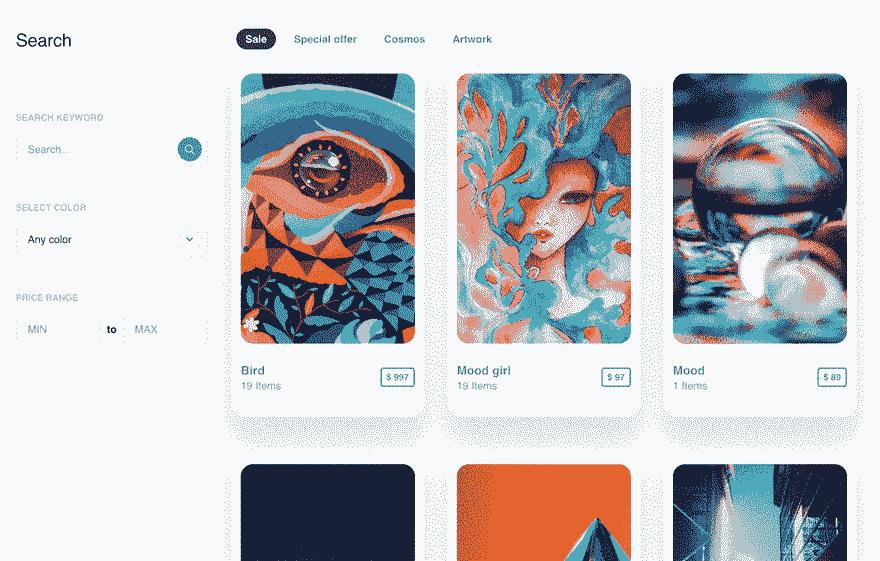 Search
SEARCH KEYWORD
Search...
SELECT COLOR
Any color
PRICE RANGE
MIN to MAX
Sale Special offer Cosmos Artwork
Bird
19 Items
$ 997
Mood girl
19 Items
$ 97
Mood
1 Items
$ 89